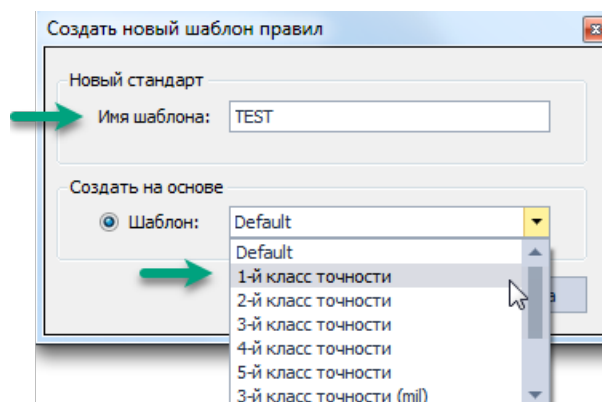 Создать новый шаблон правил
Новый стандарт
Имя шаблона: TEST
Создать на основе
Шаблон: Default
Default
1-й класс точности
2-й класс точности
3-й класс точности
4-й класс точности
5-й класс точности
3-й класс точности (mil)